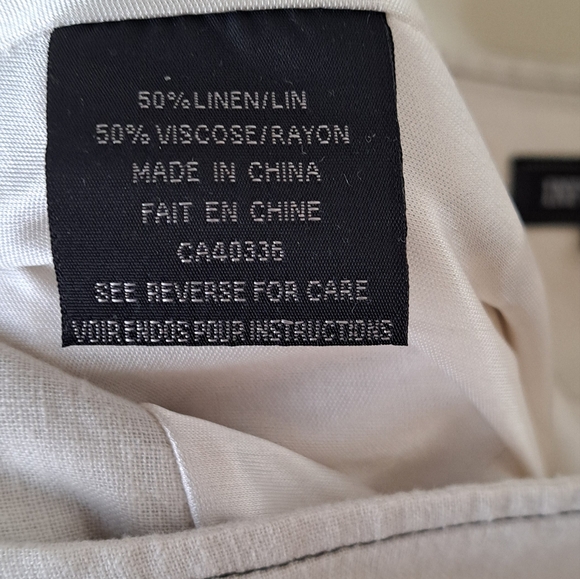 50%LINEN/LIN
50%VISCOSE/RAYON
MADE IN CHINA
FAIT EN CHINE
CA40336
SEE REVERSE FOR CARE
VOIR ENDOS POUR INSTRUCTIONS